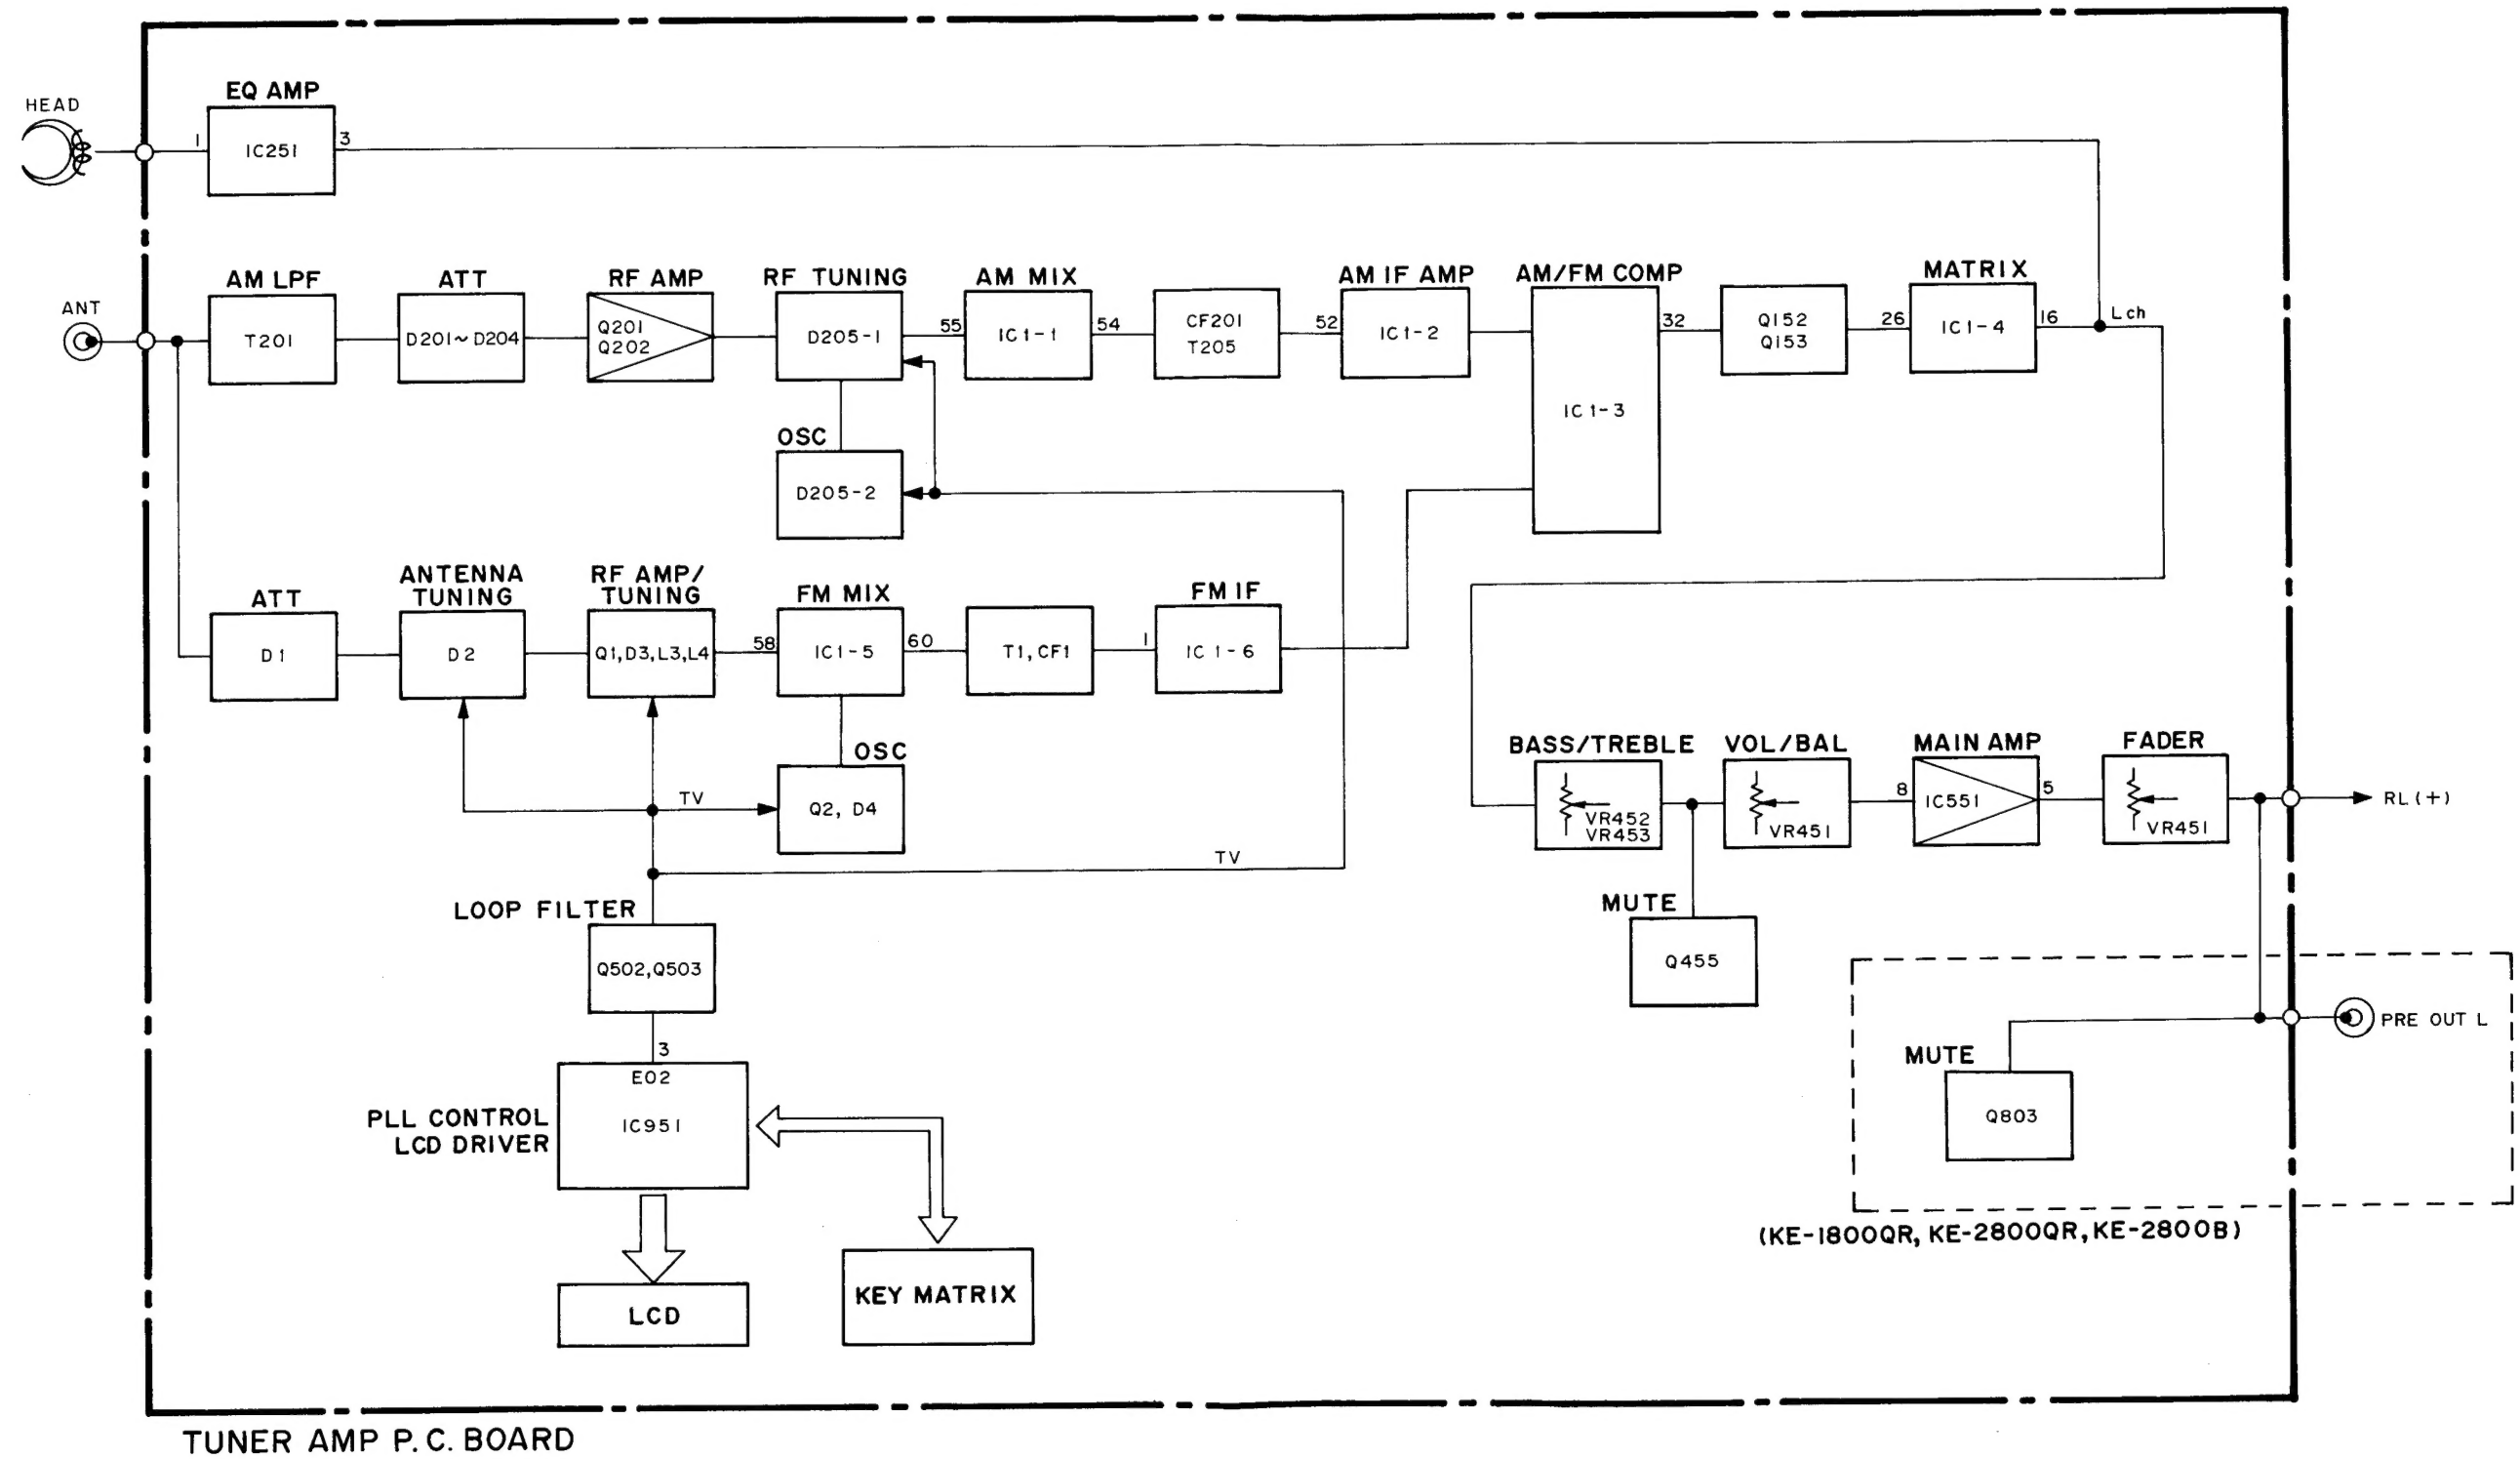 HEAD
EQ AMP
1
IC251
3
ANT
AM LPF
T201
ATT
D201~D204
RF AMP
Q201
Q202
RF TUNING
D205-1
55
AM MIX
IC1-1
54
CF201
T205
52
AM IF AMP
IC1-2
AM/FM COMP
IC1-3
32
Q152
Q153
26
MATRIX
IC1-4
16
Lch
OSC
D205-2
ATT
D1
ANTENNA
TUNING
D2
RF AMP/
TUNING
Q1,D3,L3,L4
58
FM MIX
IC1-5
60
T1,CF1
1
FM IF
IC1-6
OSC
Q2, D4
TV
TV
BASS/TREBLE
VR452
VR453
VOL/BAL
VR451
8
MAIN AMP
IC551
5
FADER
VR451
RL(+)
MUTE
Q455
LOOP FILTER
Q502,Q503
3
EO2
IC951
PLL CONTROL
LCD DRIVER
LCD
KEY MATRIX
PRE OUT L
MUTE
Q803
(KE-1800QR, KE-2800QR, KE-2800B)
TUNER AMP P.C. BOARD